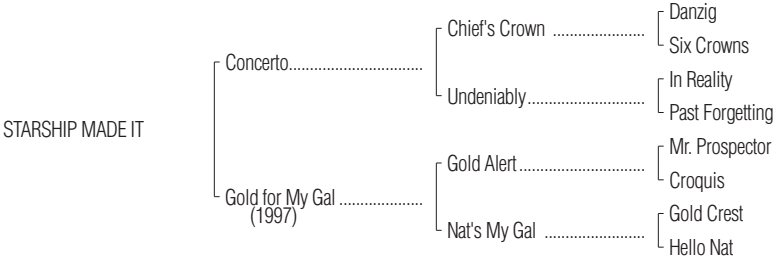 Danzig
Chief's Crown ......................
Six Crowns
Concerto................................
In Reality
Undeniably............................
Past Forgetting
STARSHIP MADE IT
Mr. Prospector
Gold Alert..............................
Croquis
Gold for My Gal ....................
(1997)
Gold Crest
Nat's My Gal ........................
Hello Nat